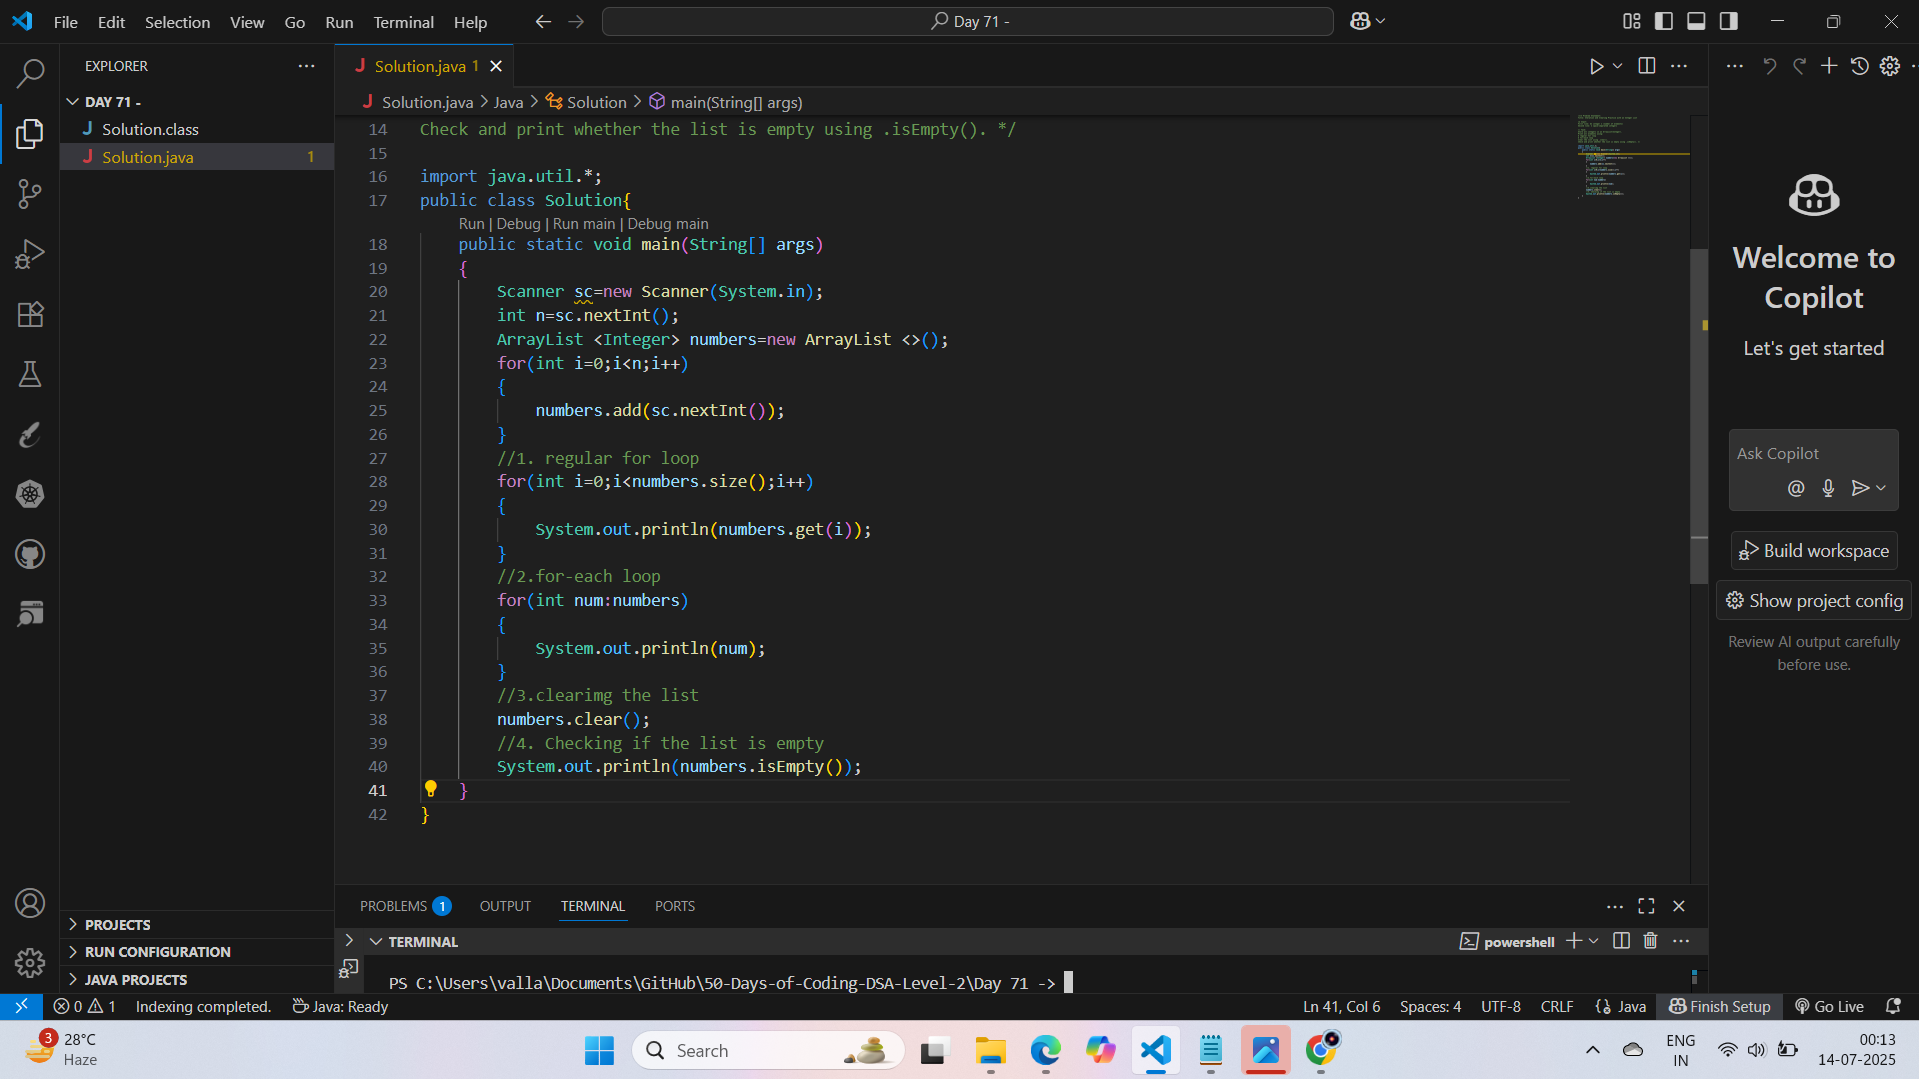 File Edit Selection View Go Run Terminal Help
Day 71 -
EXPLORER
DAY 71 -
Solution.class
Solution.java 1
PROJECTS
RUN CONFIGURATION
JAVA PROJECTS
Solution.java 1
Solution.java > Java > Solution > main(String[] args)
14 Check and print whether the list is empty using .isEmpty(). */
15
16 import java.util.*;
17 public class Solution{
Run | Debug | Run main | Debug main
18 public static void main(String[] args)
19 {
20 Scanner sc=new Scanner(System.in);
21 int n=sc.nextInt();
22 ArrayList <Integer> numbers=new ArrayList <>();
23 for(int i=0;i<n;i++)
24 {
25 numbers.add(sc.nextInt());
26 }
27 //1. regular for loop
28 for(int i=0;i<numbers.size();i++)
29 {
30 System.out.println(numbers.get(i));
31 }
32 //2.for-each loop
33 for(int num:numbers)
34 {
35 System.out.println(num);
36 }
37 //3.clearimg the list
38 numbers.clear();
39 //4. Checking if the list is empty
40 System.out.println(numbers.isEmpty());
41 }
42 }
PROBLEMS 1 OUTPUT TERMINAL PORTS
TERMINAL
powershell
PS C:\Users\valla\Documents\GitHub\50-Days-of-Coding-DSA-Level-2\Day 71 ->
Welcome to
Copilot
Let's get started
Ask Copilot
Build workspace
Show project config
Review AI output carefully
before use.
0 1 Indexing completed. Java: Ready
Ln 41, Col 6 Spaces: 4 UTF-8 CRLF {} Java Finish Setup Go Live
3
28°C
Haze
Search
ENG
IN
00:13
14-07-2025